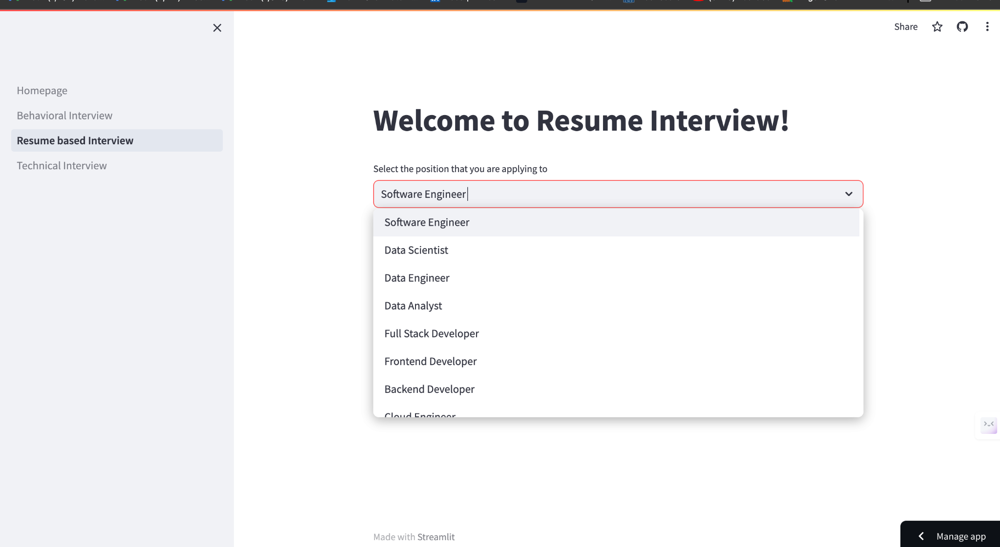 Share
Homepage
Behavioral Interview
Resume based Interview
Technical Interview
Welcome to Resume Interview!
Select the position that you are applying to
Software Engineer
Software Engineer
Data Scientist
Data Engineer
Data Analyst
Full Stack Developer
Frontend Developer
Backend Developer
Cloud Engineer
Made with Streamlit
Manage app